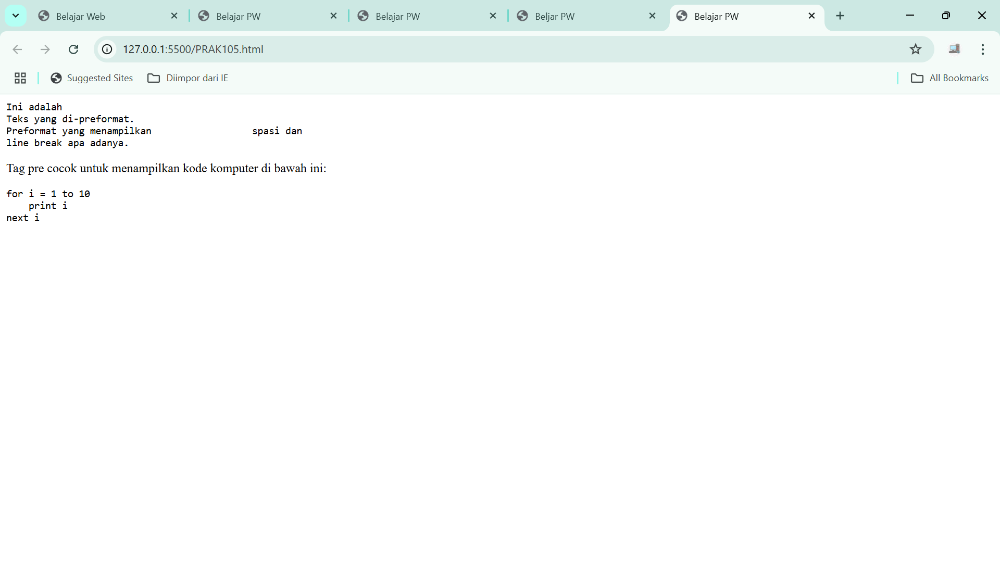 Belajar Web
Belajar PW
Belajar PW
Beljar PW
Belajar PW
127.0.0.1:5500/PRAK105.html
Suggested Sites
Diimpor dari IE
All Bookmarks
Ini adalah
Teks yang di-preformat.
Preformat yang menampilkan                  spasi dan
line break apa adanya.
Tag pre cocok untuk menampilkan kode komputer di bawah ini:
for i = 1 to 10
    print i
next i